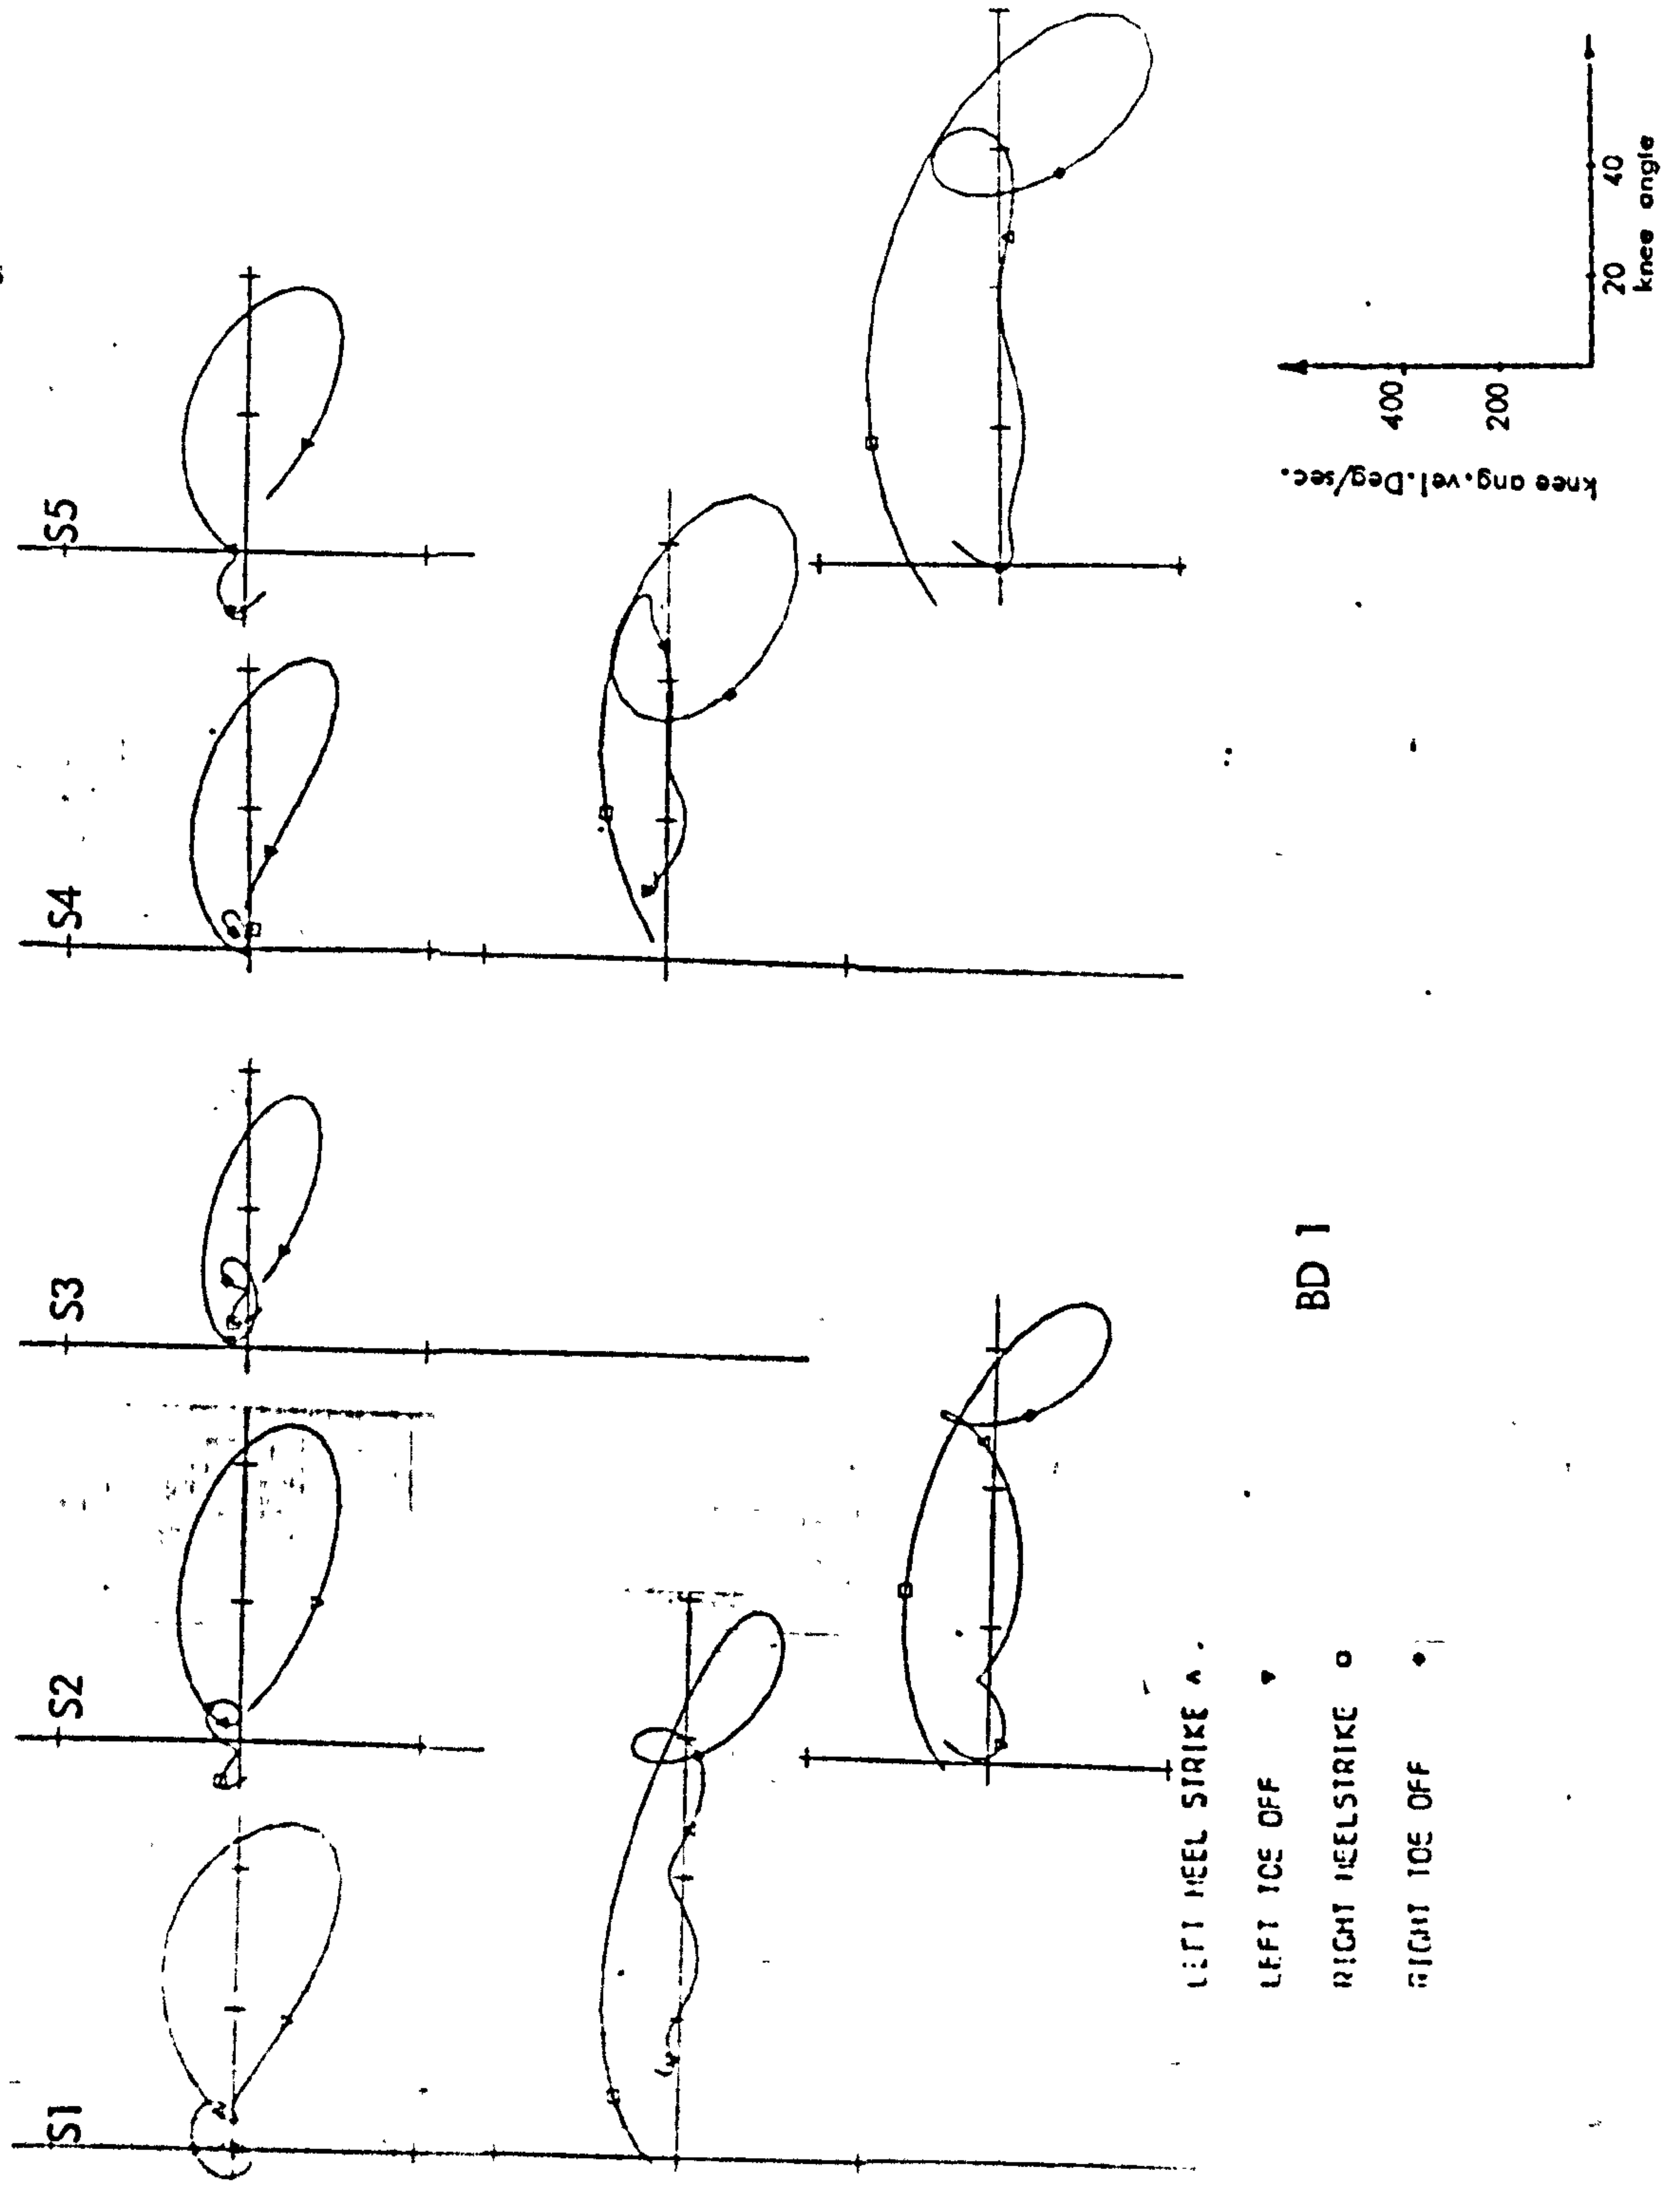 S1
S2
S3
S4
S5
BD 1
LEFT HEEL STRIKE
LEFT TOE OFF
RIGHT HEELSTRIKE
RIGHT TOE OFF
knee ang. vel. Deg/sec.
400
200
20
40
knee angle